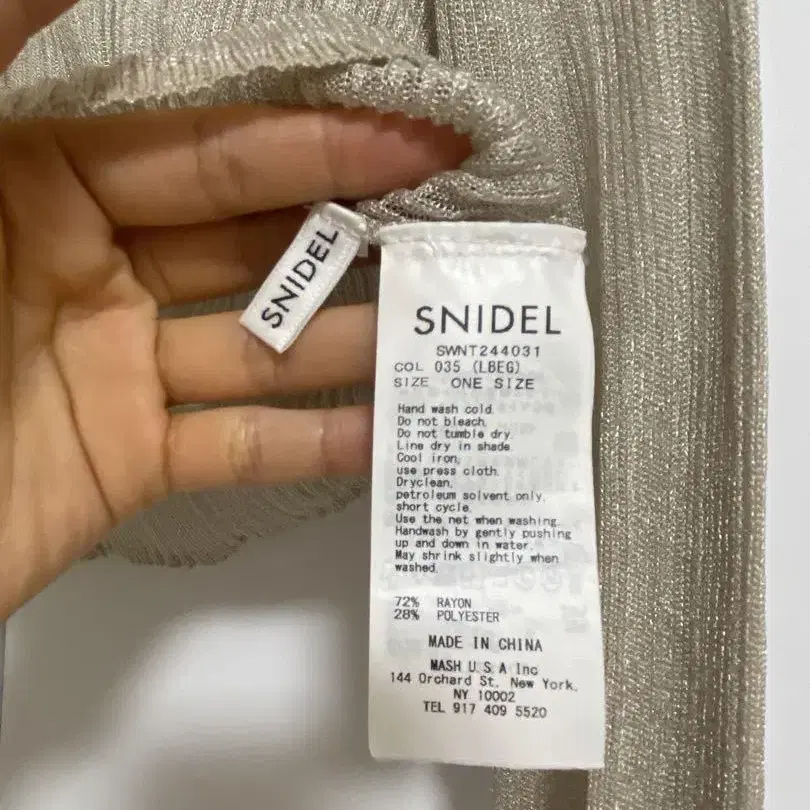 SNIDEL
SNIDEL
SWNT244031
COL 035 (LBEG)
SIZE ONE SIZE
Hand wash cold.
Do not bleach.
Do not tumble dry.
Line dry in shade.
Cool iron,
use press cloth.
Dryclean,
petroleum solvent only,
short cycle.
Use the net when washing.
Handwash by gently pushing
up and down in water.
May shrink slightly when
washed.
72% RAYON
28% POLYESTER
MADE IN CHINA
MASH U.S.A Inc
144 Orchard St, New York,
NY 10002
TEL 917 409 5520